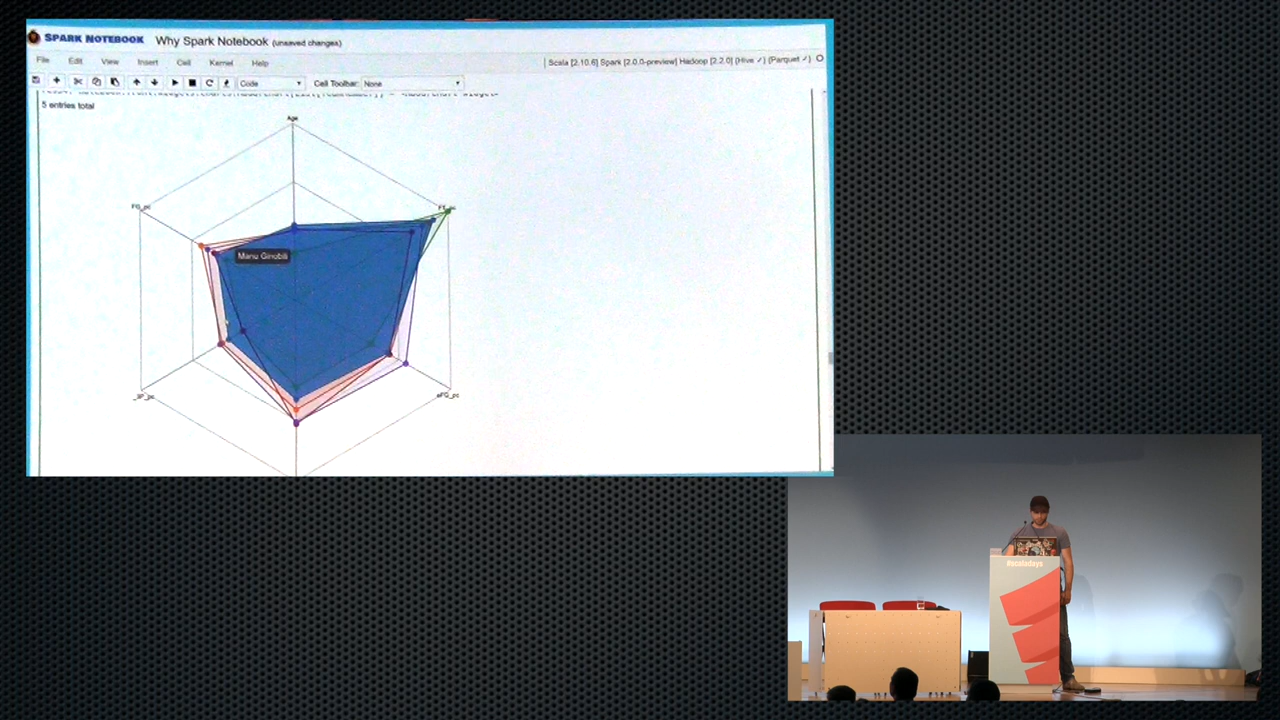 SPARK NOTEBOOK Why Spark Notebook (unsaved changes)
File Edit View Insert Cell Kernel Help
Scala [2.10.6] Spark [2.0.0-preview] Hadoop [2.2.0] (Hive ✓) (Parquet ✓)
Code Cell Toolbar: None
5 entries total
Age
FG_pc
Manu Ginobili
_3P_pc
eFG_pc
#scaladays